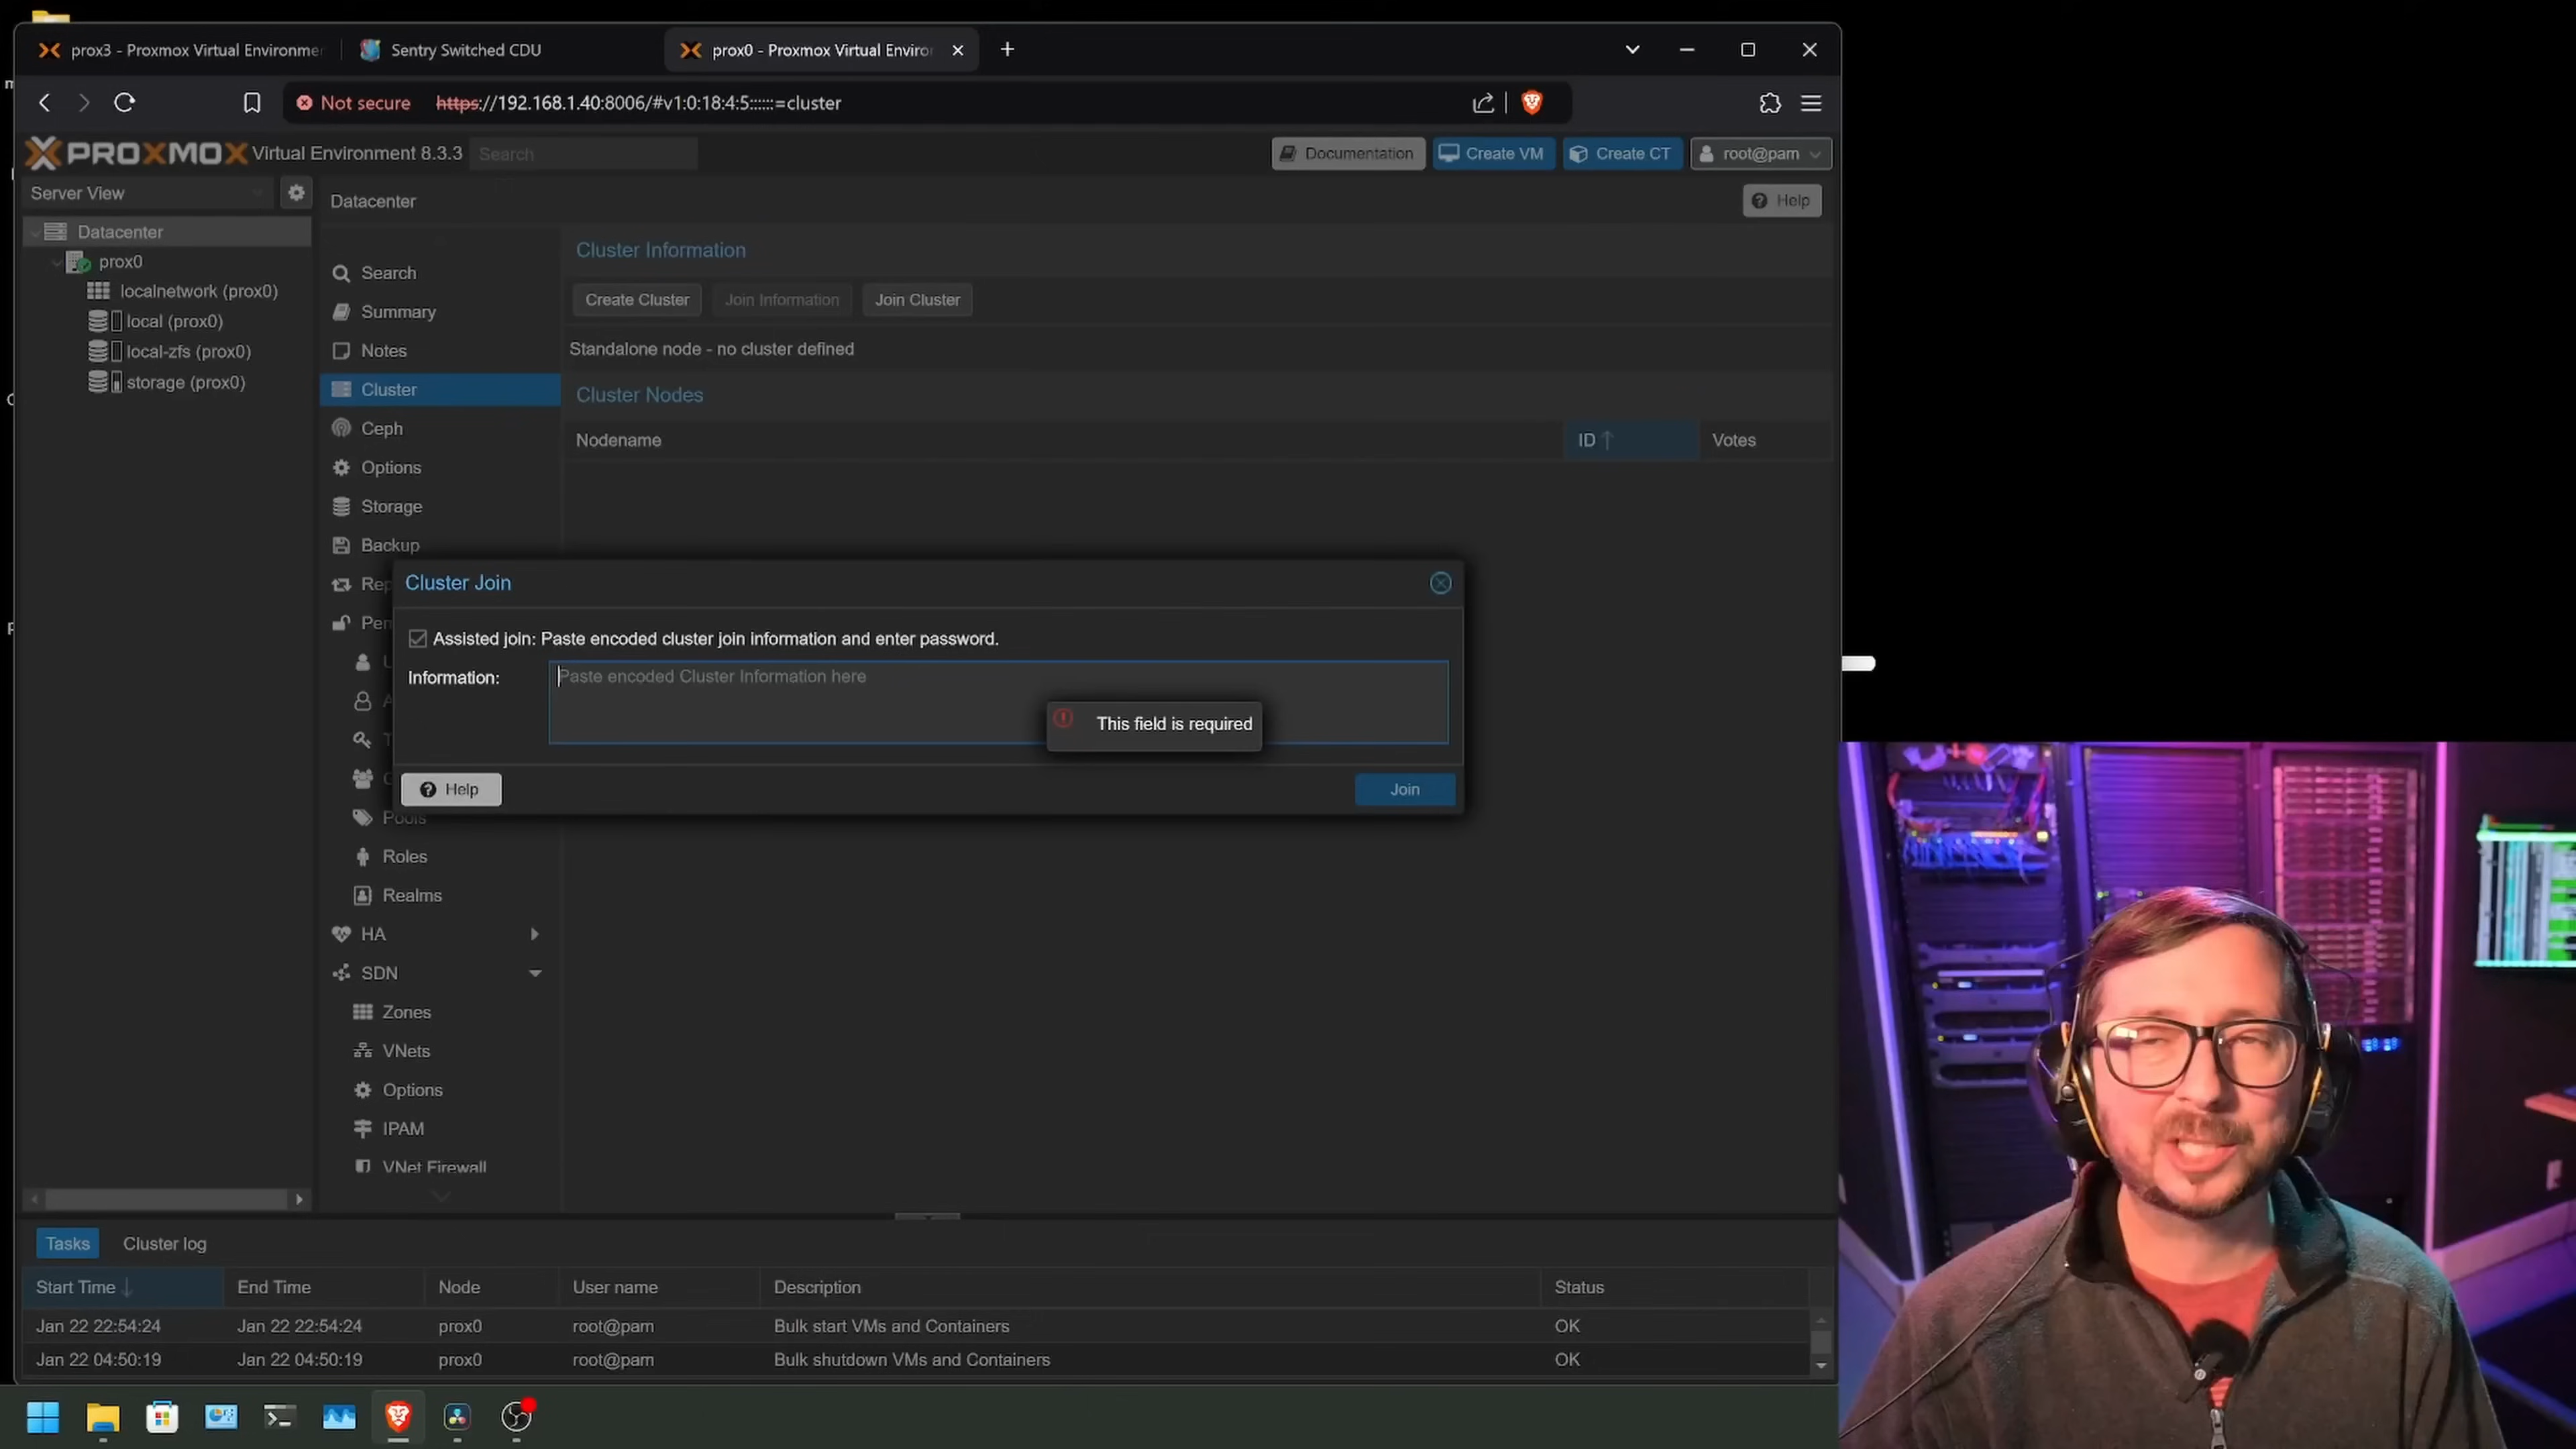 prox3 - Proxmox Virtual Environme
Sentry Switched CDU
prox0 - Proxmox Virtual Enviro
Not secure
https://192.168.1.40:8006/#v1:0:18:4:5::::::=cluster
PROXMOX
Virtual Environment 8.3.3
Search
Documentation
Create VM
Create CT
root@pam
Server View
Datacenter
Help
Datacenter
prox0
localnetwork (prox0)
local (prox0)
local-zfs (prox0)
storage (prox0)
Search
Summary
Notes
Cluster
Ceph
Options
Storage
Backup
Rep
Per
Pools
Roles
Realms
HA
SDN
Zones
VNets
Options
IPAM
VNet Firewall
Cluster Information
Create Cluster
Join Information
Join Cluster
Standalone node - no cluster defined
Cluster Nodes
Nodename
ID
Votes
Cluster Join
Assisted join: Paste encoded cluster join information and enter password.
Information:
Paste encoded Cluster Information here
This field is required
Help
Join
Tasks
Cluster log
Start Time
End Time
Node
User name
Description
Status
Jan 22 22:54:24
Jan 22 22:54:24
prox0
root@pam
Bulk start VMs and Containers
OK
Jan 22 04:50:19
Jan 22 04:50:19
prox0
root@pam
Bulk shutdown VMs and Containers
OK